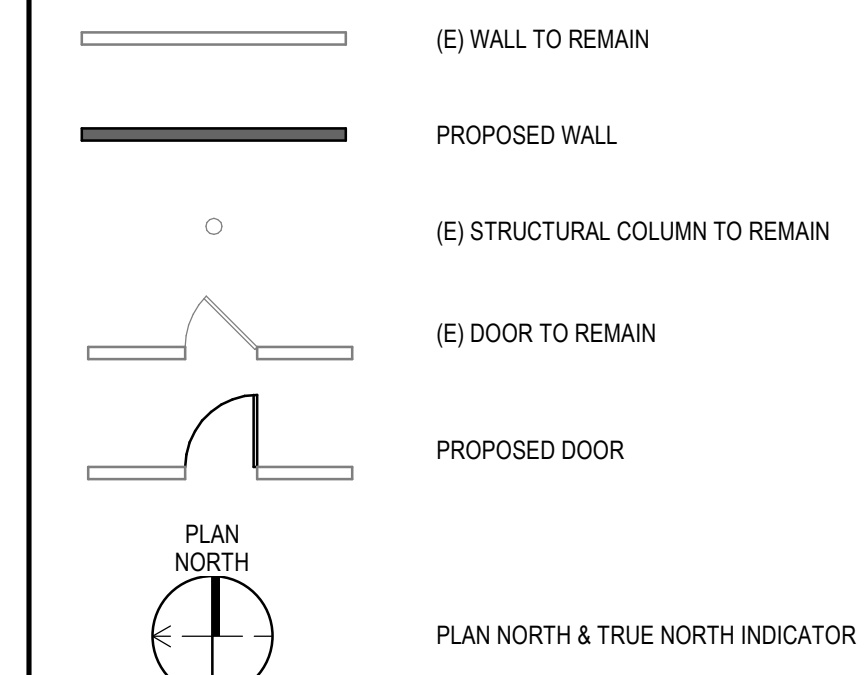 (E) WALL TO REMAIN
PROPOSED WALL
(E) STRUCTURAL COLUMN TO REMAIN
(E) DOOR TO REMAIN
PROPOSED DOOR
PLAN
NORTH
PLAN NORTH & TRUE NORTH INDICATOR